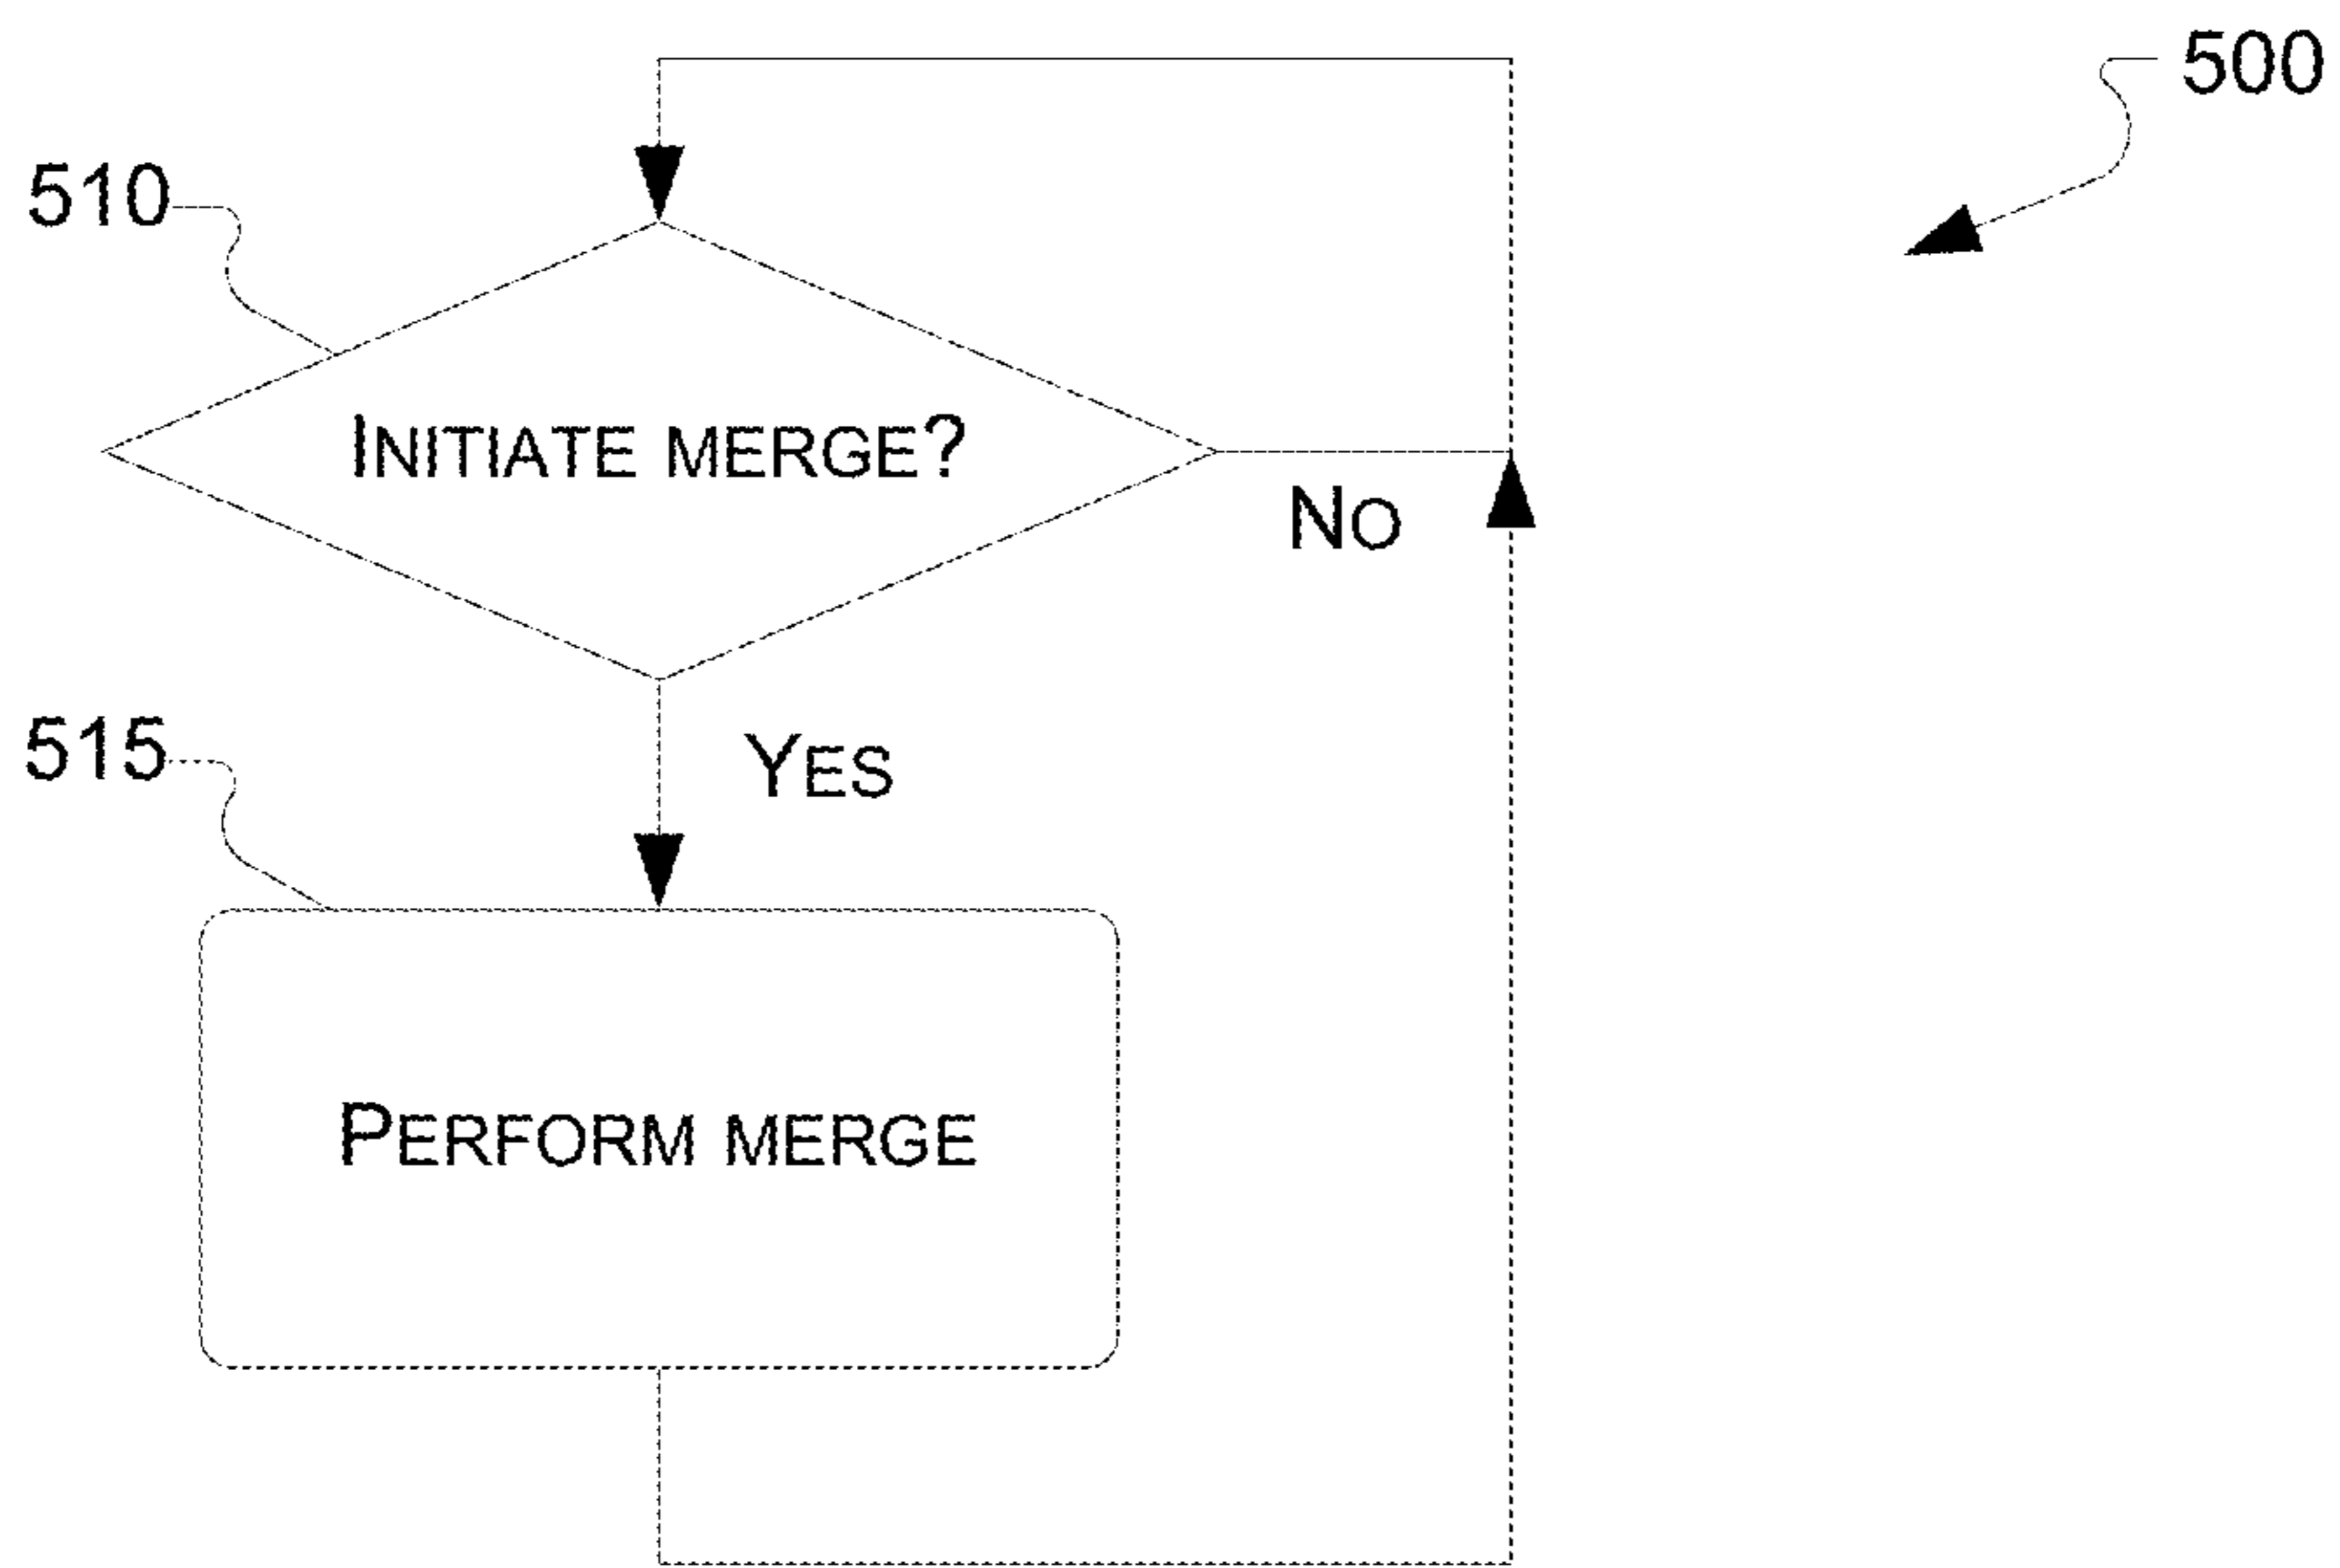 500
510
INITIATE MERGE?
NO
515
YES
PERFORM MERGE